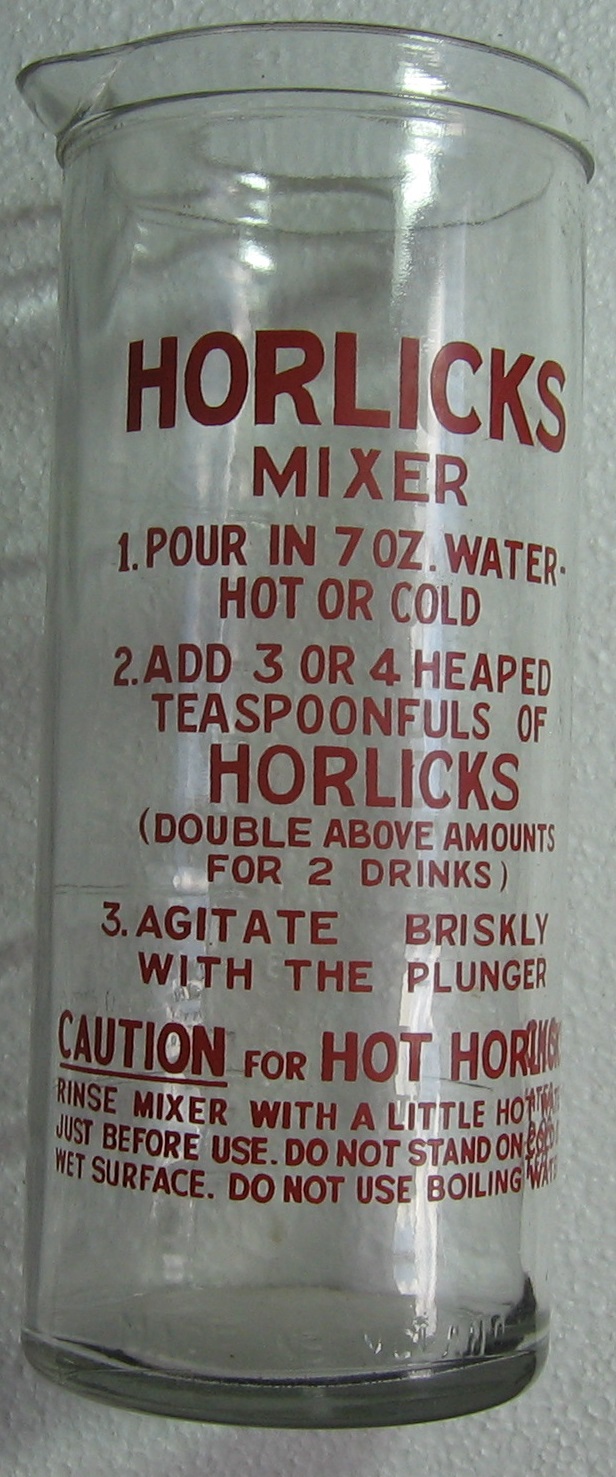 HORLICKS
MIXER
1. POUR IN 7 OZ. WATER-
HOT OR COLD
2. ADD 3 OR 4 HEAPED
TEASPOONFULS OF
HORLICKS
(DOUBLE ABOVE AMOUNTS
FOR 2 DRINKS)
3. AGITATE BRISKLY
WITH THE PLUNGER
CAUTION FOR HOT
RINSE MIXER WITH A LITTLE HOT
JUST BEFORE USE. DO NOT STAND ON
WET SURFACE. DO NOT USE BOILING